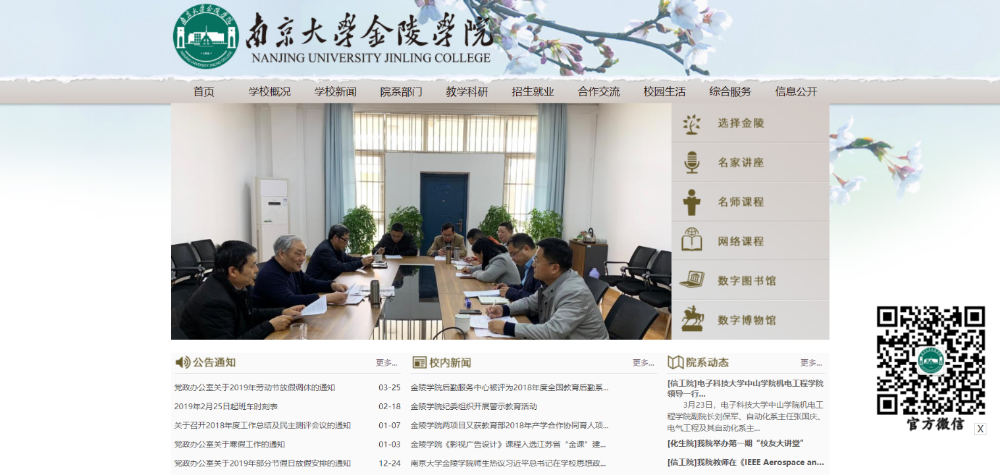 南京大學金陵學院
NANJING UNIVERSITY JINLING COLLEGE
首页 学校概况 学校新闻 院系部门 教学科研 招生就业 合作交流 校园生活 综合服务 信息公开
选择金陵
名家讲座
名师课程
网络课程
数字图书馆
数字博物馆
官方微信
X
公告通知 更多...
党政办公室关于2019年劳动节放假调休的通知 03-25
2019年2月25日起班车时刻表 02-18
关于召开2018年度工作总结及民主测评会议的通知 01-07
党政办公室关于寒假工作的通知 01-03
党政办公室关于2019年部分节假日放假安排的通知 12-24
校内新闻 更多...
金陵学院后勤服务中心被评为2018年度全国教育后勤系...
金陵学院纪委组织开展警示教育活动
金陵学院两项目又获教育部2018年产学合作协同育人项...
金陵学院《影视广告设计》课程入选江苏省“金课”建...
南京大学金陵学院师生热议习近平总书记在学校思想政...
院系动态 更多...
[信工院]电子科技大学中山学院机电工程学院
领导一行...
3月23日，电子科技大学中山学院机电工
程学院副院长刘保军、自动化系主任张国庆、
电气工程及其自动化系主...
[化生院]我院举办第一期“校友大讲堂”
[信工院]我院教师在《IEEE Aerospace an...